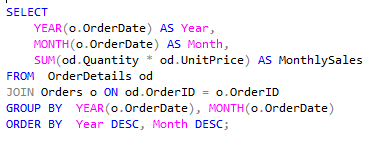 SELECT
YEAR(o.OrderDate) AS Year,
MONTH(o.OrderDate) AS Month,
SUM(od.Quantity * od.UnitPrice) AS MonthlySales
FROM OrderDetails od
JOIN Orders o ON od.OrderID = o.OrderID
GROUP BY YEAR(o.OrderDate), MONTH(o.OrderDate)
ORDER BY Year DESC, Month DESC;